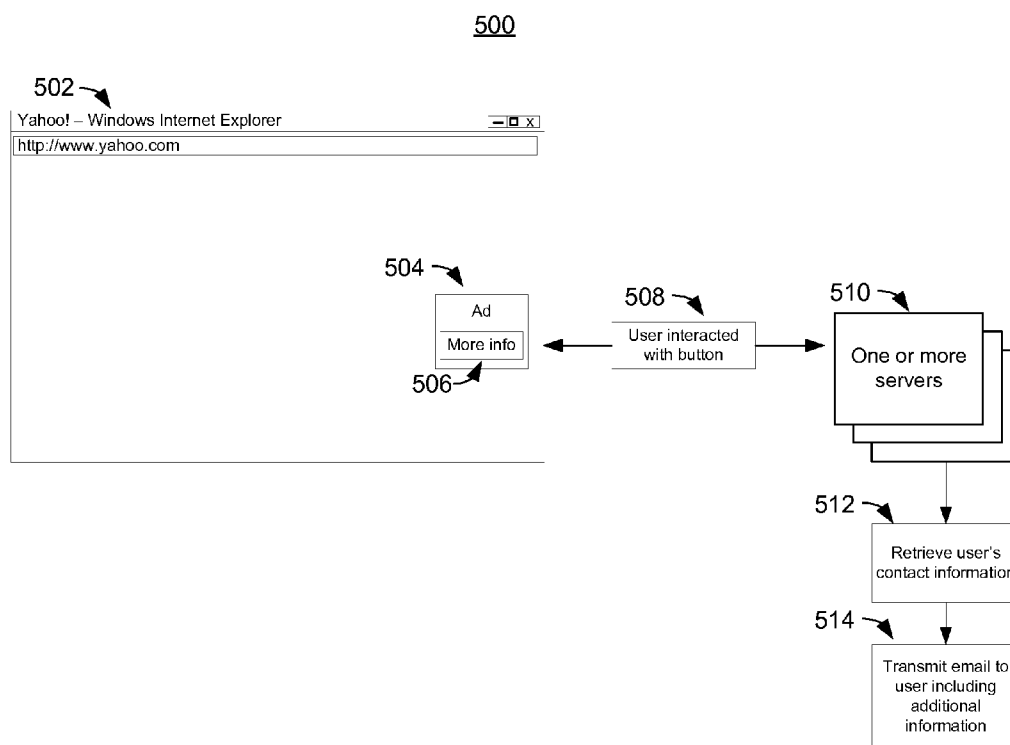 500
502
Yahoo! – Windows Internet Explorer
http://www.yahoo.com
504
Ad
More info
506
508
User interacted
with button
510
One or more
servers
512
Retrieve user's
contact information
514
Transmit email to
user including
additional
information